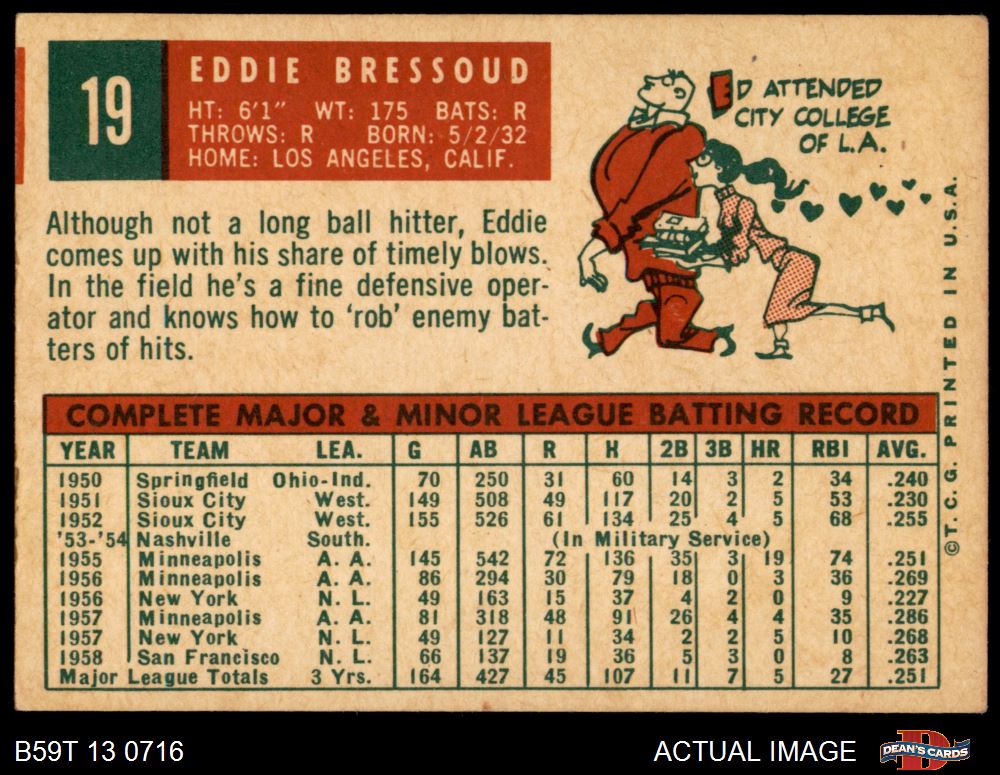 19
EDDIE BRESSOUD
HT: 6'1" WT: 175 BATS: R
THROWS: R BORN: 5/2/32
HOME: LOS ANGELES, CALIF.
ED ATTENDED
CITY COLLEGE
OF L.A.
Although not a long ball hitter, Eddie
comes up with his share of timely blows.
In the field he's a fine defensive oper-
ator and knows how to 'rob' enemy bat-
ters of hits.
COMPLETE MAJOR & MINOR LEAGUE BATTING RECORD
YEAR TEAM LEA. G AB R H 2B 3B HR RBI AVG.
1950 Springfield Ohio-Ind. 70 250 31 60 14 3 2 34 .240
1951 Sioux City West. 149 508 49 117 20 2 5 53 .230
1952 Sioux City West. 155 526 61 134 25 4 5 68 .255
'53-'54 Nashville South. (In Military Service)
1955 Minneapolis A. A. 145 542 72 136 35 3 19 74 .251
1956 Minneapolis A. A. 86 294 30 79 18 0 3 36 .269
1956 New York N. L. 49 163 15 37 4 2 0 9 .227
1957 Minneapolis A. A. 81 318 48 91 26 4 4 35 .286
1957 New York N. L. 49 127 11 34 2 2 5 10 .268
1958 San Francisco N. L. 66 137 19 36 5 3 0 8 .263
Major League Totals 3 Yrs. 164 427 45 107 11 7 5 27 .251
©T. C. G. PRINTED IN U.S.A.
B59T 13 0716
ACTUAL IMAGE
D
DEAN'S CARDS